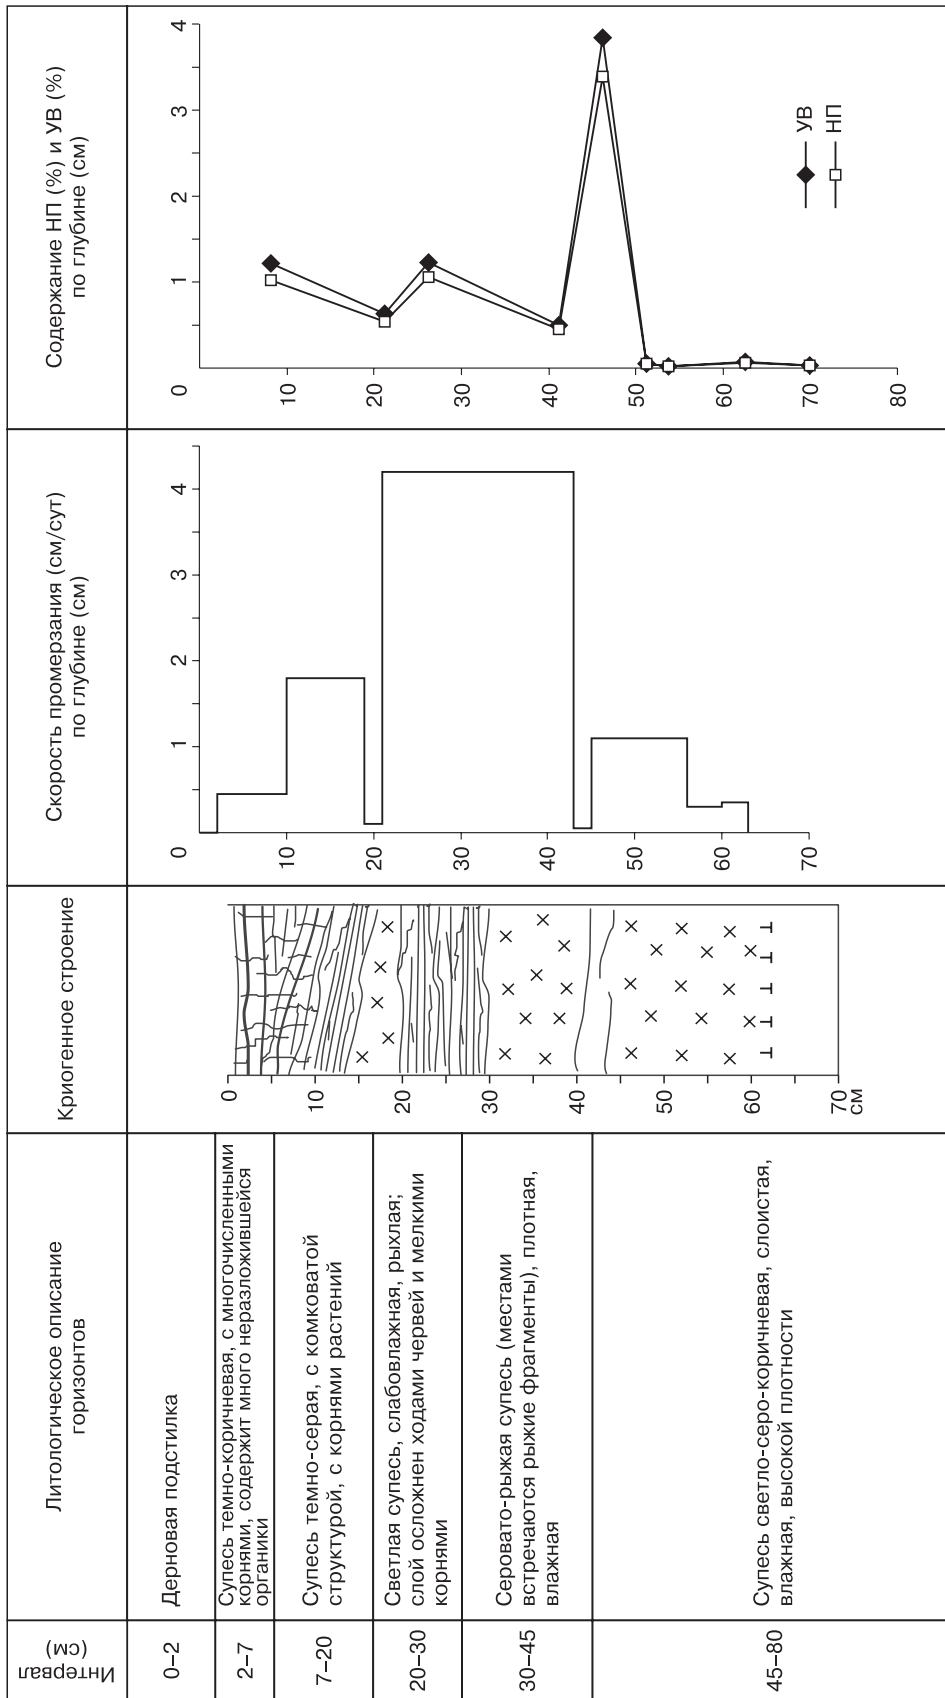 Интервал
(см)
Литологическое описание
горизонтов
Криогенное строение
Скорость промерзания (см/сут)
по глубине (см)
Содержание НП (%) и УВ (%)
по глубине (см)
0–2
Дерновая подстилка
2–7
Супесь темно-коричневая, с многочисленными
корнями, содержит много неразложившейся
органики
7–20
Супесь темно-серая, с комковатой
структурой, с корнями растений
20–30
Светлая супесь, слабовлажная, рыхлая;
слой осложнен ходами червей и мелкими
корнями
30–45
Серовато-рыжая супесь (местами
встречаются рыжие фрагменты), плотная,
влажная
45–80
Супесь светло-серо-коричневая, слоистая,
влажная, высокой плотности
0
10
20
30
40
50
60
70
см
4
3
2
1
0
10
20
30
40
50
60
70
4
3
2
1
0
10
20
30
40
50
60
70
80
УВ
НП